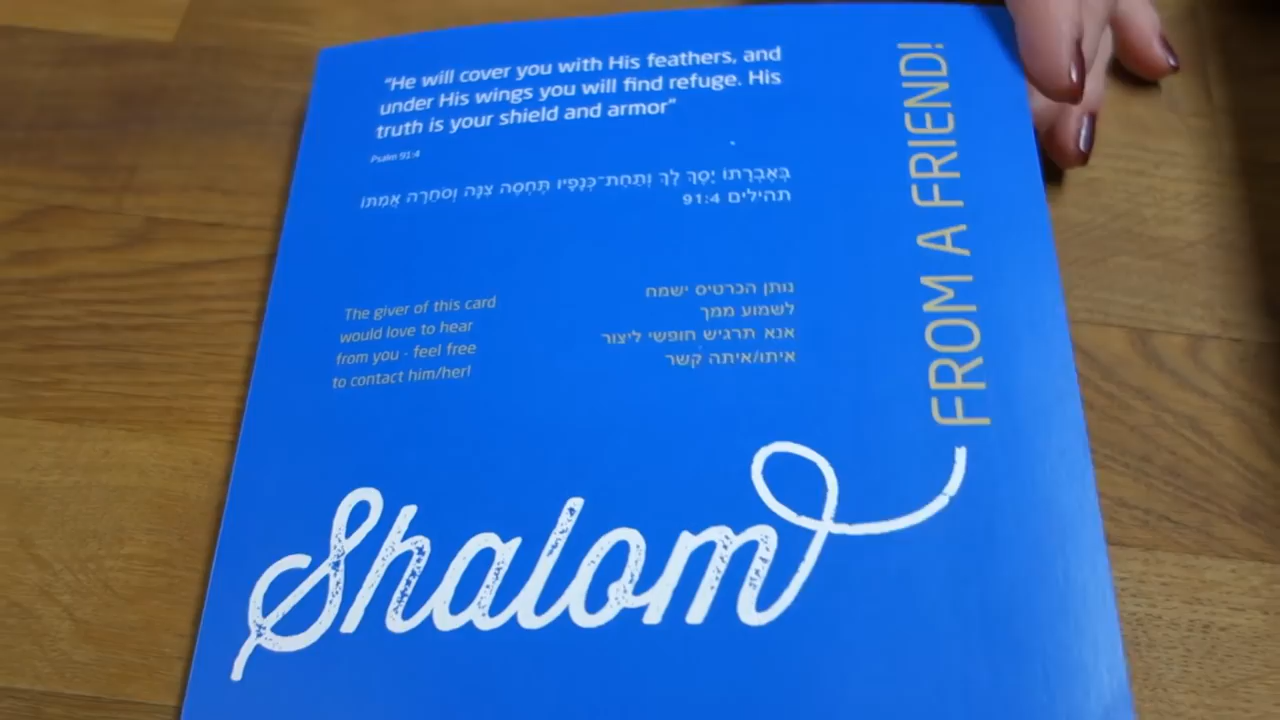 "He will cover you with His feathers, and
under His wings you will find refuge. His
truth is your shield and armor"
Psalm 91:4
בְּאֶבְרָתוֹ יָסֶךְ לָךְ וְתַחַת־כְּנָפָיו תֶּחְסֶה צִנָּה וְסֹחֵרָה אֲמִתּוֹ
תהילים 91:4
The giver of this card
would love to hear
from you - feel free
to contact him/her!
נותן הכרטיס ישמח
לשמוע ממך
אנא תרגיש חופשי ליצור
איתו/איתה קשר
Shalom
FROM A FRIEND!